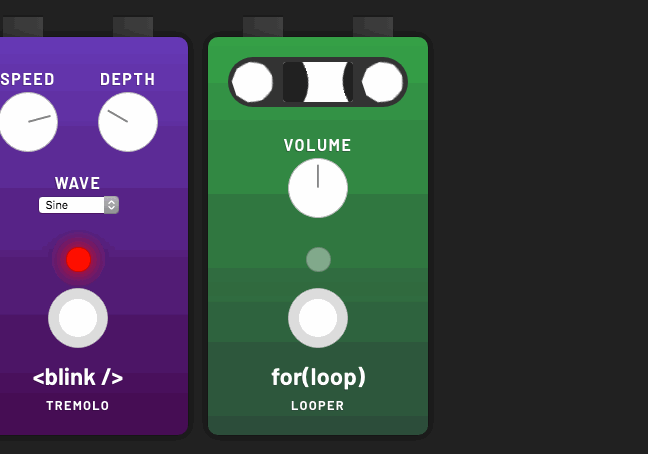 SPEED DEPTH
WAVE
Sine
<blink />
TREMOLO
VOLUME
for(loop)
LOOPER